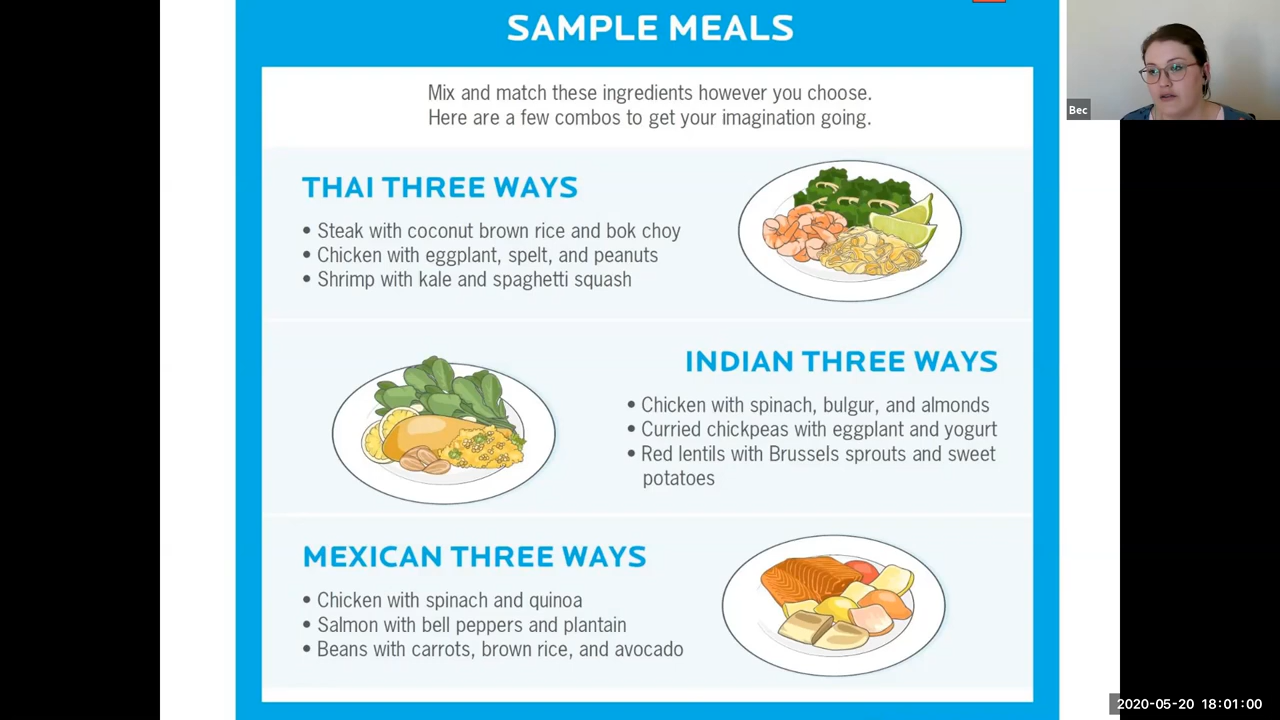 SAMPLE MEALS
Mix and match these ingredients however you choose.
Here are a few combos to get your imagination going.
THAI THREE WAYS
• Steak with coconut brown rice and bok choy
• Chicken with eggplant, spelt, and peanuts
• Shrimp with kale and spaghetti squash
INDIAN THREE WAYS
• Chicken with spinach, bulgur, and almonds
• Curried chickpeas with eggplant and yogurt
• Red lentils with Brussels sprouts and sweet
potatoes
MEXICAN THREE WAYS
• Chicken with spinach and quinoa
• Salmon with bell peppers and plantain
• Beans with carrots, brown rice, and avocado
Bec
2020-05-20 18:01:00